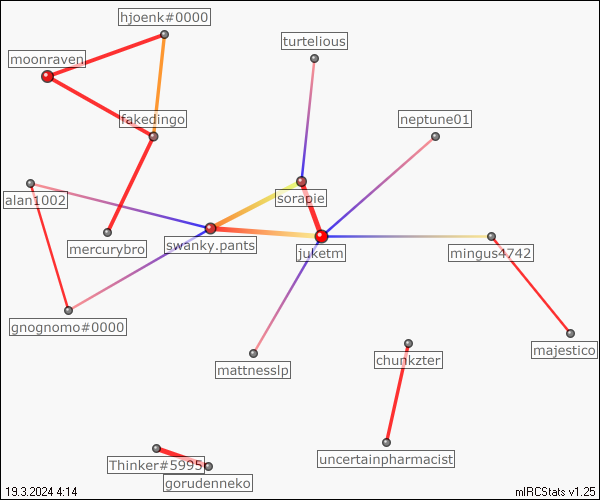 hjoenk#0000
turtelious
moonraven
fakedingo
neptune01
alan1002
sorapie
mercurybro
swanky.pants
juketm
mingus4742
gnognomo#0000
majestico
chunkzter
mattnesslp
uncertainpharmacist
Thinker#5995
gorudenneko
19.3.2024 4:14
mIRCStats v1.25